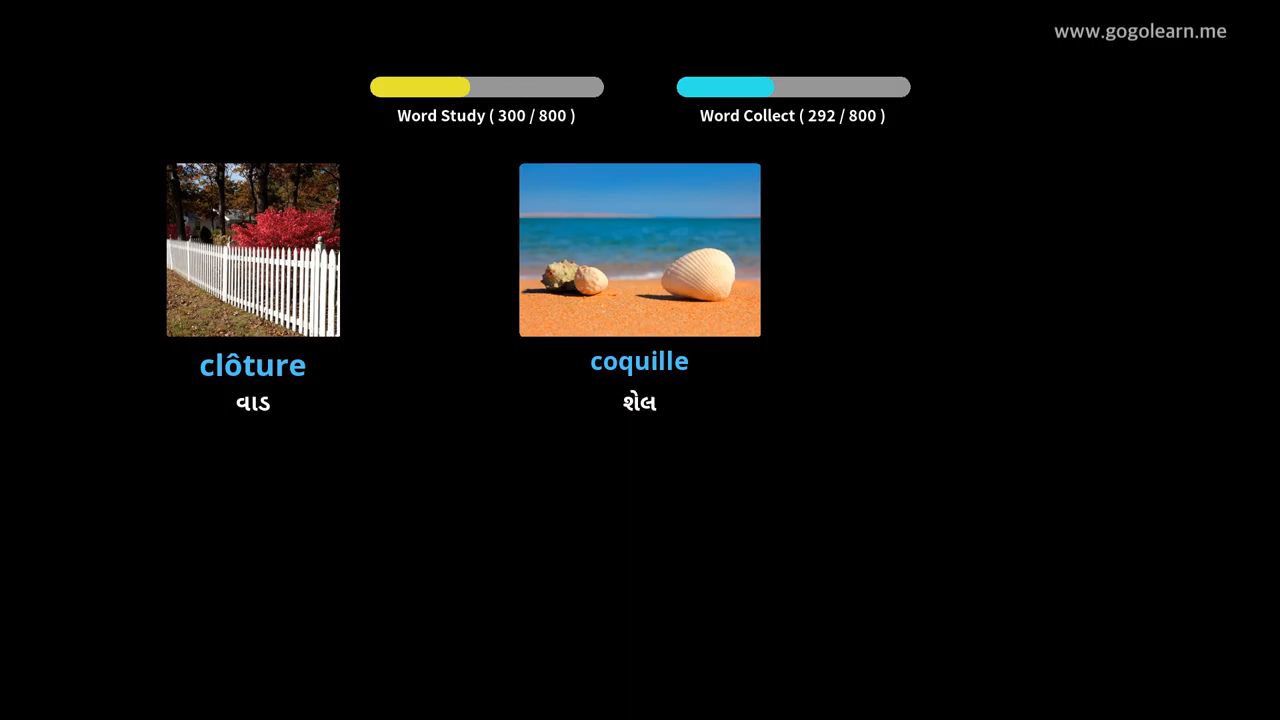 www.gogolearn.me
Word Study ( 300 / 800 )
Word Collect ( 292 / 800 )
clôture
વાડ
coquille
શેલ